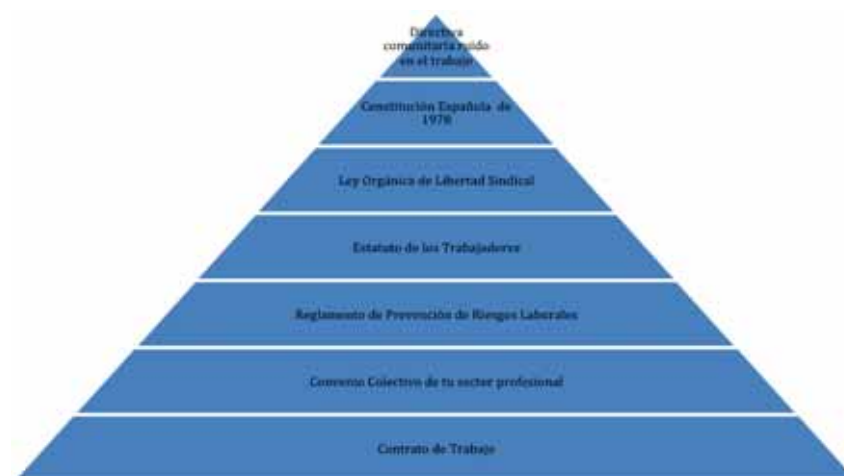 Directiva
comunitaria ruido
en el trabajo
Constitución Española de
1978
Ley Orgánica de Libertad Sindical
Estatuto de los Trabajadores
Reglamento de Prevención de Riesgos Laborales
Convenio Colectivo de tu sector profesional
Contrato de Trabajo